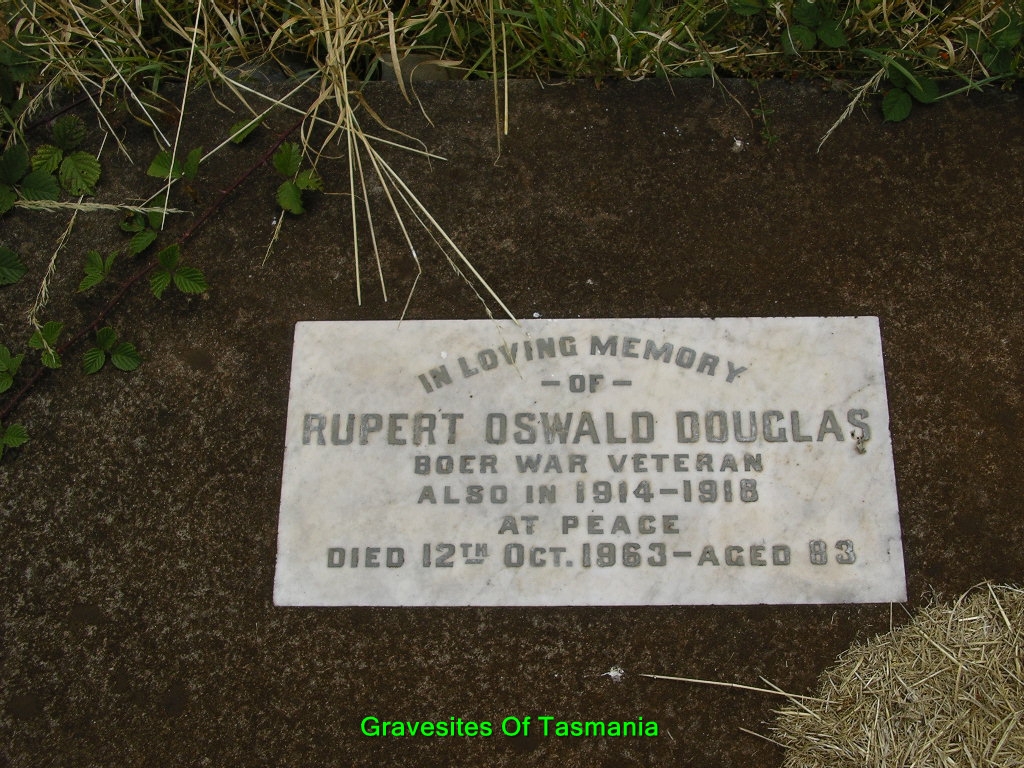 IN LOVING MEMORY
- OF -
RUPERT OSWALD DOUGLAS
BOER WAR VETERAN
ALSO IN 1914-1918
AT PEACE
DIED 12TH OCT. 1963-AGED 83
Gravesites Of Tasmania